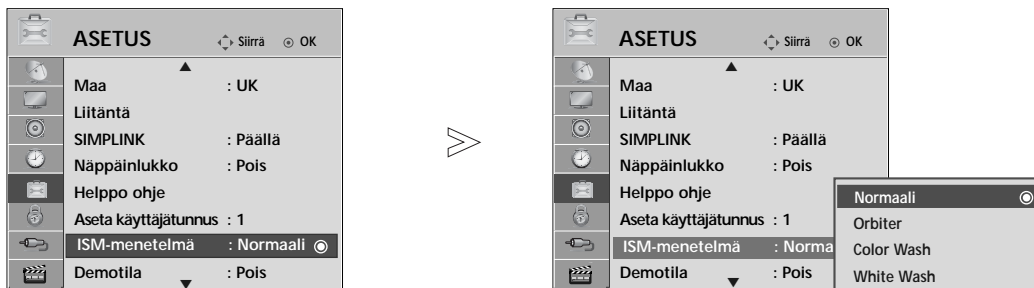 ASETUS Siirrä OK
Maa : UK
Liitäntä
SIMPLINK : Päällä
Näppäinlukko : Pois
Helppo ohje
Aseta käyttäjätunnus : 1
ISM-menetelmä : Normaali
Demotila : Pois
ASETUS Siirrä OK
Maa : UK
Liitäntä
SIMPLINK : Päällä
Näppäinlukko : Pois
Helppo ohje
Aseta käyttäjätunnus : 1
ISM-menetelmä : Norma
Demotila : Pois
Normaali
Orbiter
Color Wash
White Wash